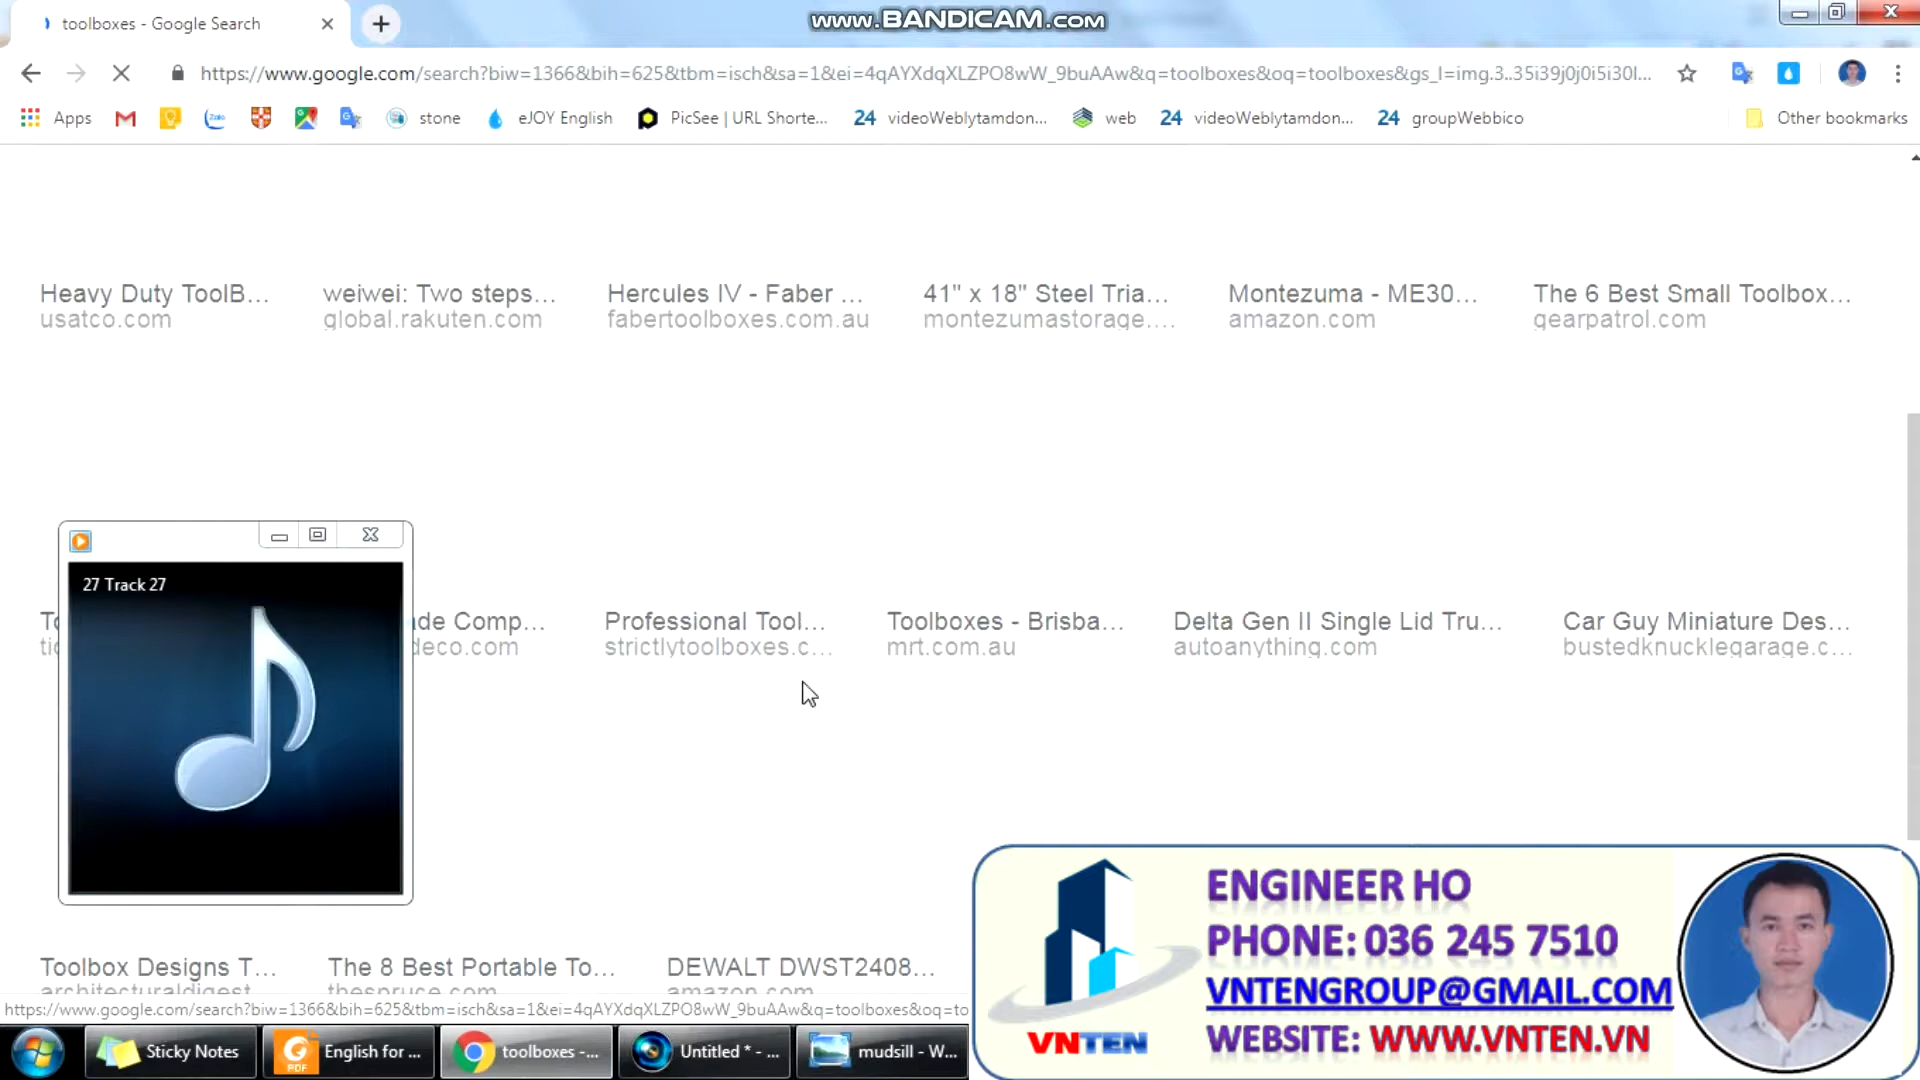 toolboxes - Google Search
www.BANDICAM.com
https://www.google.com/search?biw=1366&bih=625&tbm=isch&sa=1&ei=4qAYXdqXLZPO8wW_9buAAw&q=toolboxes&oq=toolboxes&gs_l=img.3..35i39j0j0i5i30l...
Apps
Zalo
stone
eJOY English
PicSee | URL Shorte...
24 videoWeblytamdon...
web
24 videoWeblytamdon...
24 groupWebbico
Other bookmarks
Heavy Duty ToolB... weiwei: Two steps... Hercules IV - Faber ... 41" x 18" Steel Tria... Montezuma - ME30... The 6 Best Small Toolbox...
usatco.com global.rakuten.com fabertoolboxes.com.au montezumastorage.... amazon.com gearpatrol.com
27 Track 27
Professional Tool... Toolboxes - Brisba... Delta Gen II Single Lid Tru... Car Guy Miniature Des...
strictlytoolboxes.c... mrt.com.au autoanything.com bustedknucklegarage.c...
Toolbox Designs T... The 8 Best Portable To... DEWALT DWST2408...
architecturaldigest thespruce.com amazon.com
https://www.google.com/search?biw=1366&bih=625&tbm=isch&sa=1&ei=4qAYXdqXLZPO8wW_9buAAw&q=toolboxes&oq=to
Sticky Notes
PDF
English for ...
toolboxes -...
Untitled * - ...
mudsill - W...
VNTEN
ENGINEER HO
PHONE: 036 245 7510
VNTENGROUP@GMAIL.COM
WEBSITE: WWW.VNTEN.VN